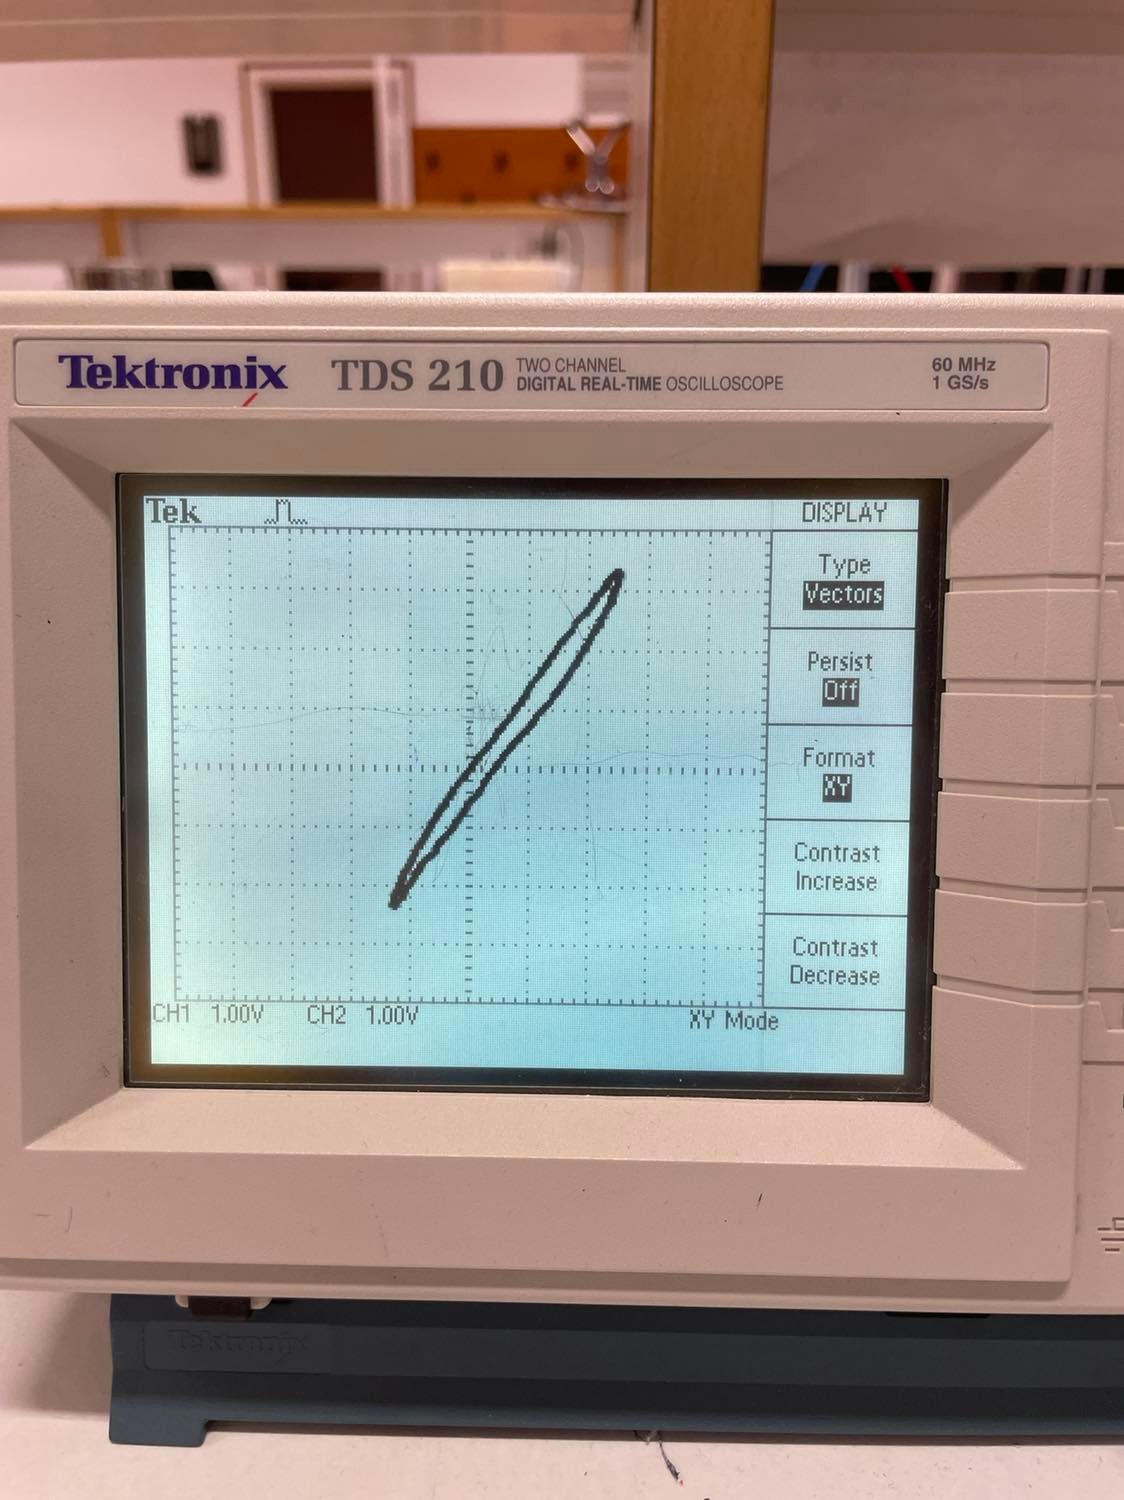 Tektronix TDS 210 TWO CHANNEL
DIGITAL REAL-TIME OSCILLOSCOPE
60 MHz
1 GS/s
Tek
DISPLAY
Type
Vectors
Persist
Off
Format
XY
Contrast
Increase
Contrast
Decrease
CH1 1.00V CH2 1.00V XY Mode
Tektronix